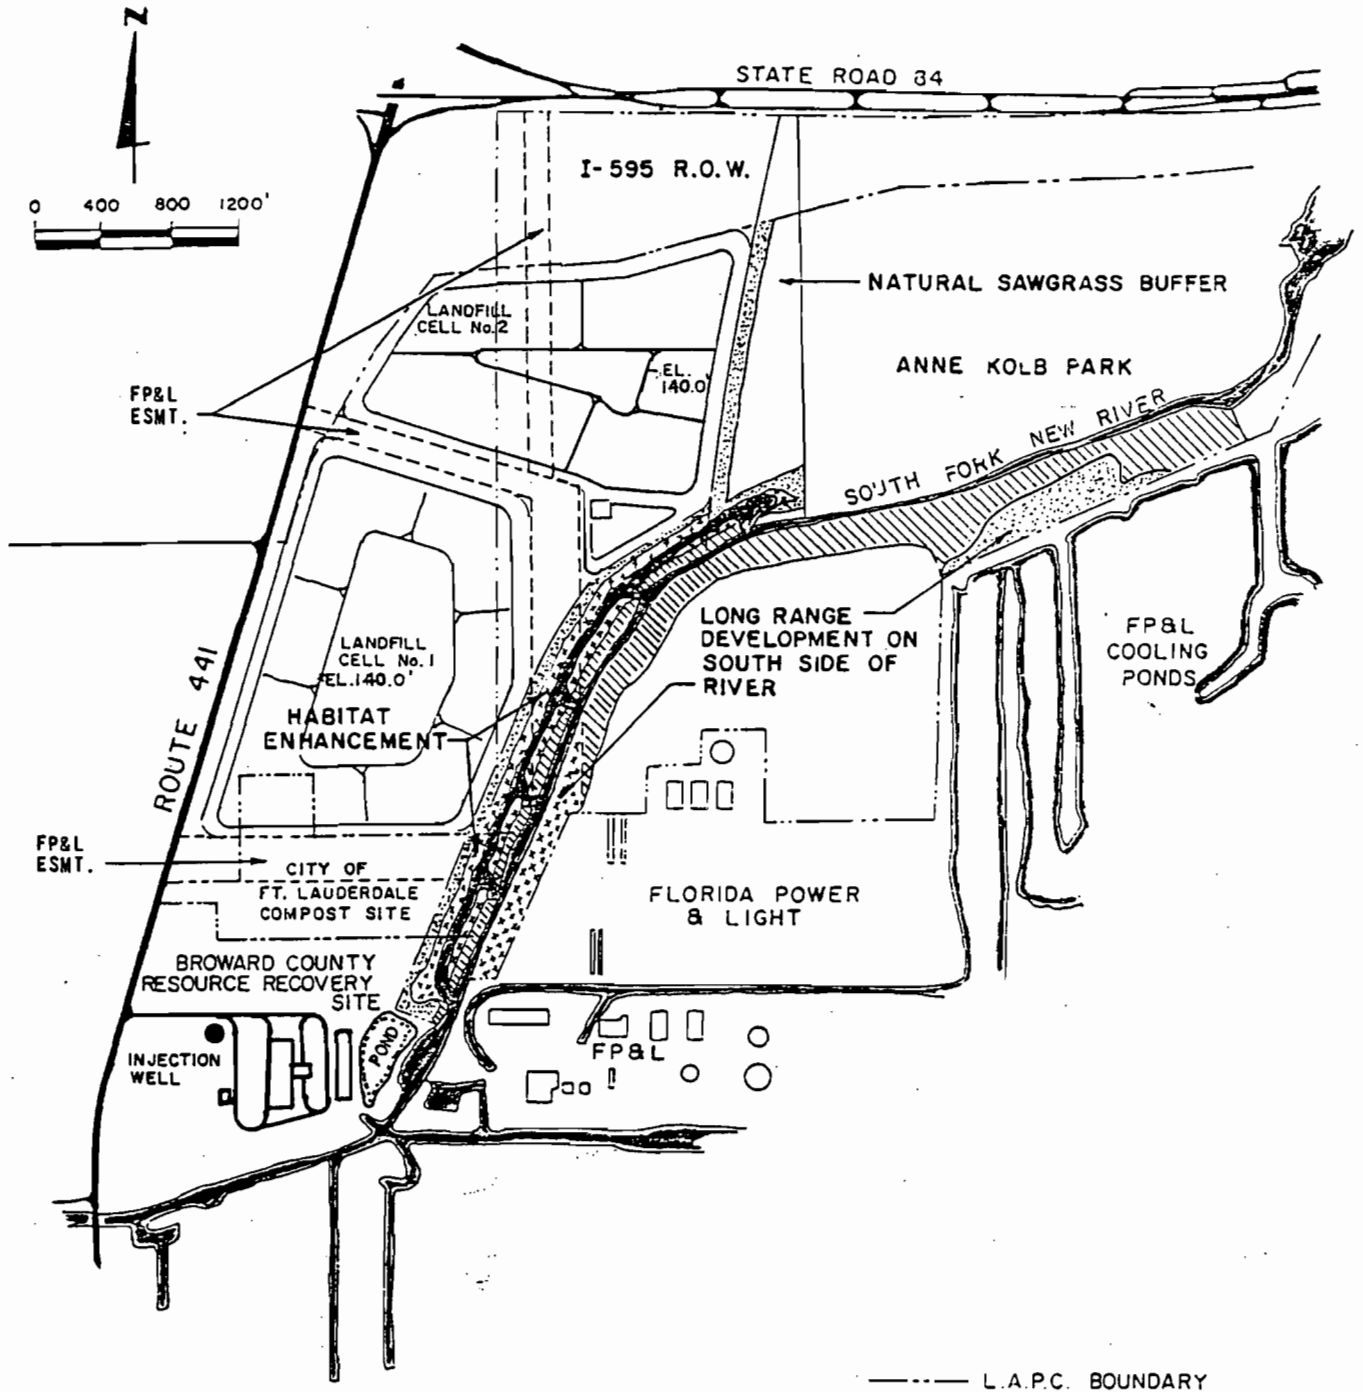 N
STATE ROAD 84
I-595 R.O.W.
0 400 800 1200'
NATURAL SAWGRASS BUFFER
LANDFILL
CELL No.2
EL.
140.0'
ANNE KOLB PARK
FP&L
ESMT.
SOUTH FORK NEW RIVER
LONG RANGE
DEVELOPMENT ON
SOUTH SIDE OF
RIVER
FP&L
COOLING
PONDS
LANDFILL
CELL No.1
EL.140.0'
ROUTE 441
HABITAT
ENHANCEMENT
FP&L
ESMT.
CITY OF
FT. LAUDERDALE
COMPOST SITE
FLORIDA POWER
& LIGHT
BROWARD COUNTY
RESOURCE RECOVERY
SITE
POND
INJECTION
WELL
FP&L
L.A.P.C. BOUNDARY